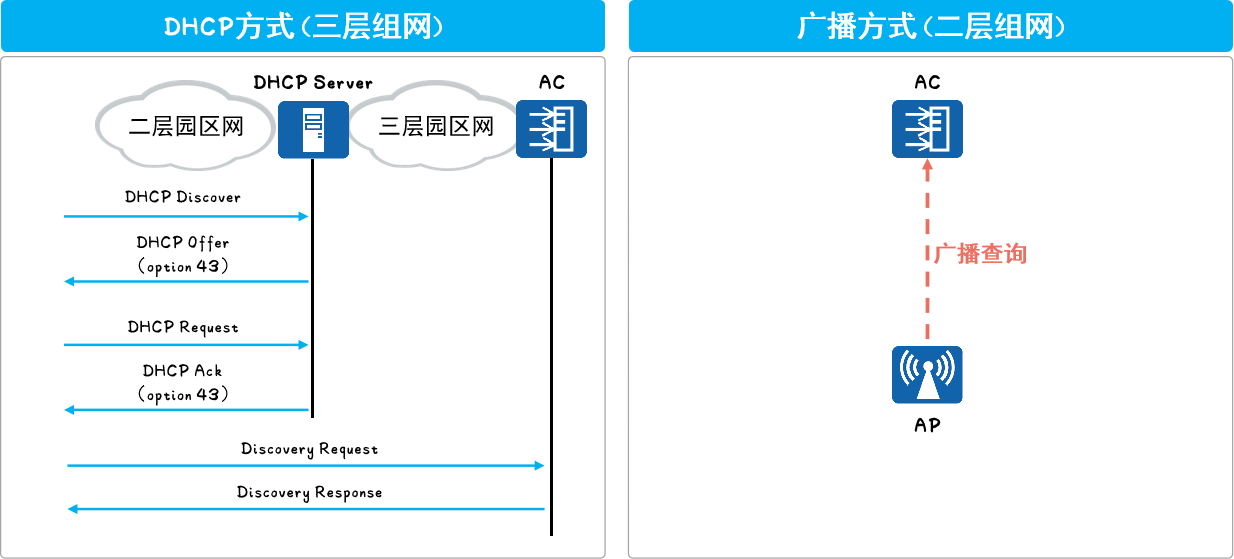 DHCP方式（三层组网）
DHCP Server
AC
二层园区网
三层园区网
DHCP Discover
DHCP Offer
（option 43）
DHCP Request
DHCP Ack
（option 43）
Discovery Request
Discovery Response
广播方式（二层组网）
AC
广播查询
AP